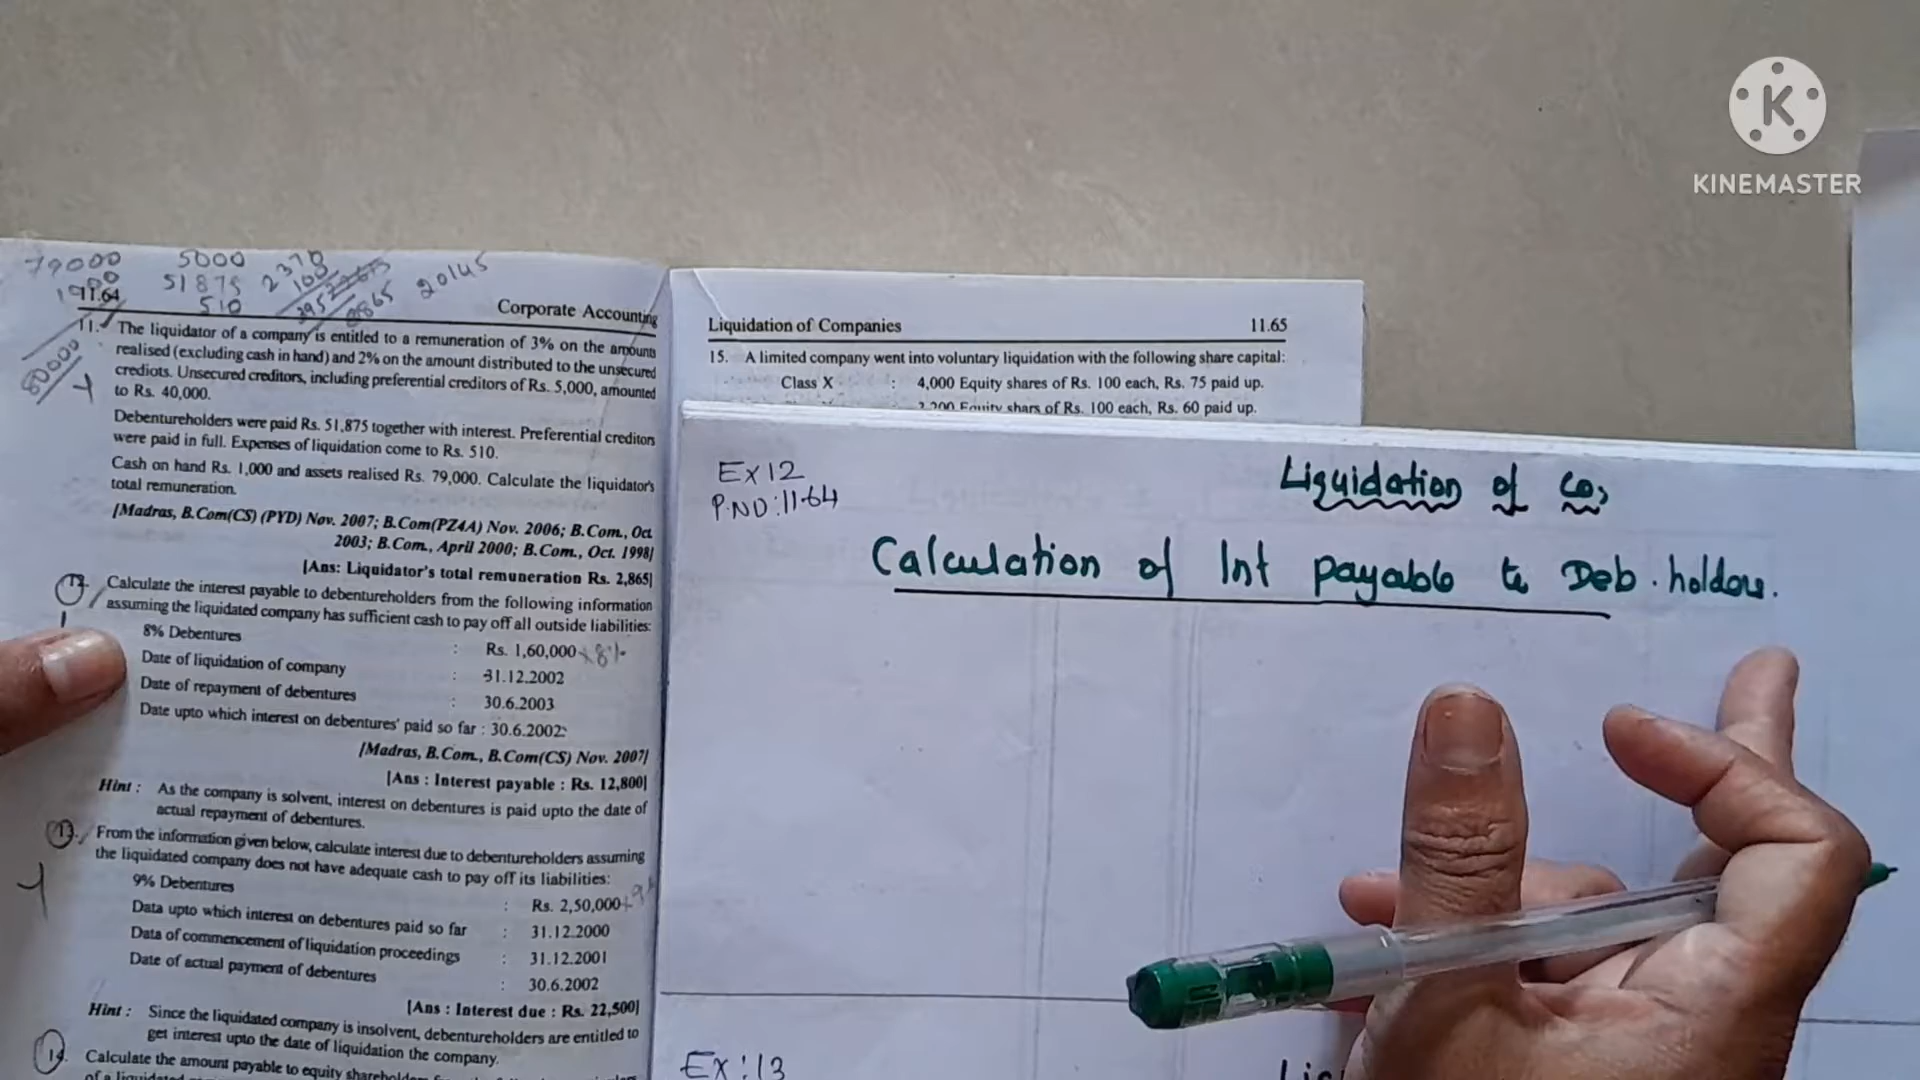 KINEMASTER
79000
5000
2370
51875
100
20145
510
80000
2865
11.64
Corporate Accounting
11. The liquidator of a company is entitled to a remuneration of 3% on the amounts
realised (excluding cash in hand) and 2% on the amount distributed to the unsecured
crediots. Unsecured creditors, including preferential creditors of Rs. 5,000, amounted
to Rs. 40,000.
Debentureholders were paid Rs. 51,875 together with interest. Preferential creditors
were paid in full. Expenses of liquidation come to Rs. 510.
Cash on hand Rs. 1,000 and assets realised Rs. 79,000. Calculate the liquidator's
total remuneration.
[Madras, B.Com(CS) (PYD) Nov. 2007; B.Com(PZ4A) Nov. 2006; B.Com., Oct.
2003; B.Com., April 2000; B.Com., Oct. 1998]
[Ans: Liquidator's total remuneration Rs. 2,865]
12. Calculate the interest payable to debentureholders from the following information
assuming the liquidated company has sufficient cash to pay off all outside liabilities:
8% Debentures : Rs. 1,60,000 x 8%
Date of liquidation of company : 31.12.2002
Date of repayment of debentures : 30.6.2003
Date upto which interest on debentures' paid so far : 30.6.2002
[Madras, B.Com., B.Com(CS) Nov. 2007]
[Ans : Interest payable : Rs. 12,800]
Hint : As the company is solvent, interest on debentures is paid upto the date of
actual repayment of debentures.
13. From the information given below, calculate interest due to debentureholders assuming
the liquidated company does not have adequate cash to pay off its liabilities:
9% Debentures : Rs. 2,50,000
Data upto which interest on debentures paid so far : 31.12.2000
Data of commencement of liquidation proceedings : 31.12.2001
Date of actual payment of debentures : 30.6.2002
[Ans : Interest due : Rs. 22,500]
Hint : Since the liquidated company is insolvent, debentureholders are entitled to
get interest upto the date of liquidation the company.
14. Calculate the amount payable to equity
Liquidation of Companies 11.65
15. A limited company went into voluntary liquidation with the following share capital:
Class X : 4,000 Equity shares of Rs. 100 each, Rs. 75 paid up.
Equity shars of Rs. 100 each, Rs. 60 paid up.
Ex 12
P.NO: 11.64
Liquidation of Cos
Calculation of Int payable to Deb. holders.
Ex: 13